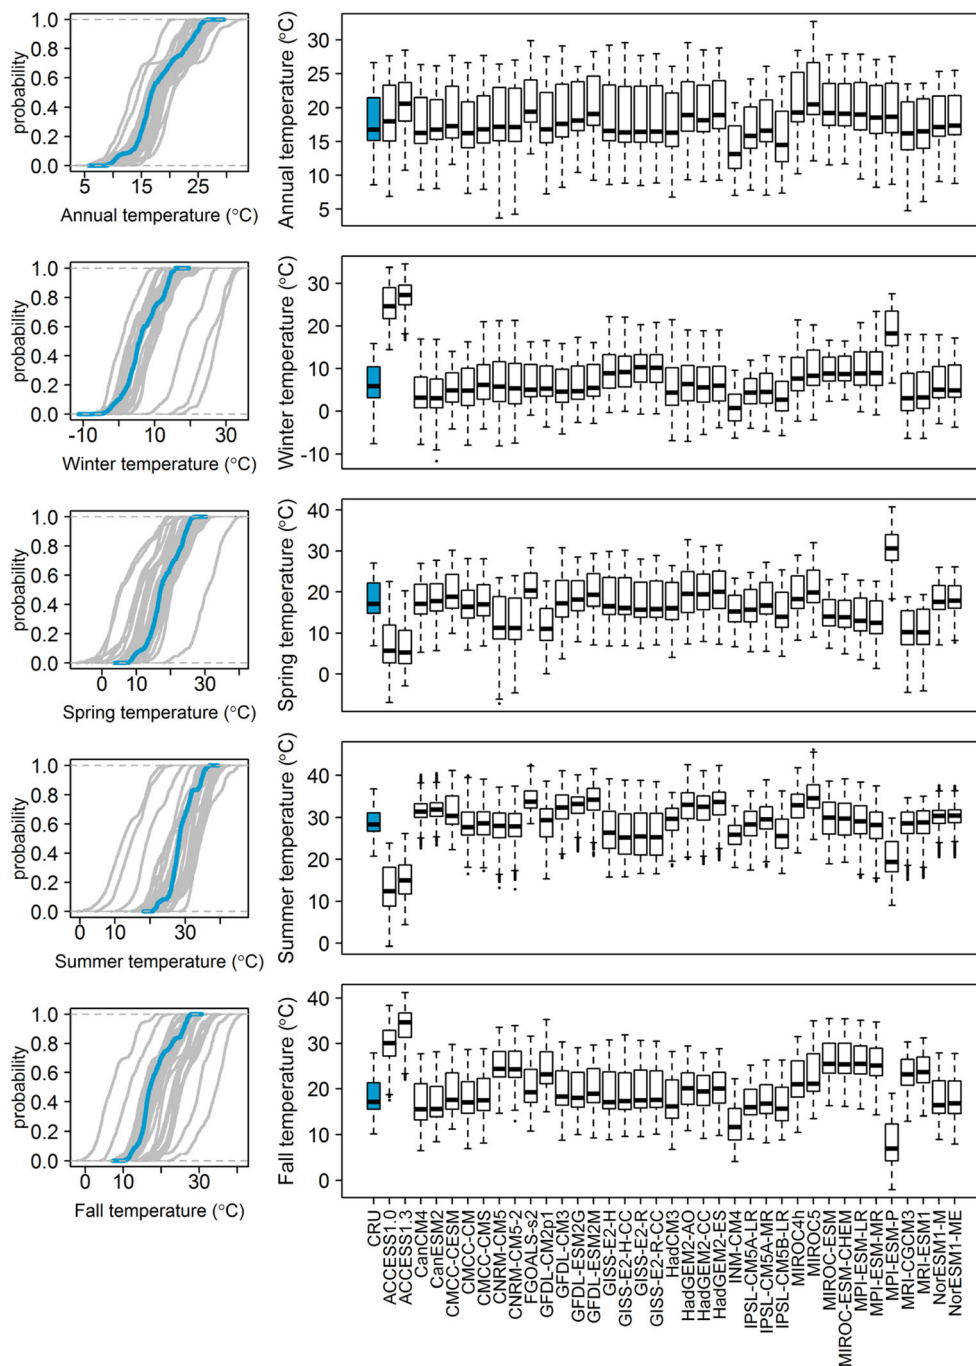 probability
1.0
0.8
0.6
0.4
0.2
0.0
5
15
25
Annual temperature (°C)
Annual temperature (°C)
30
25
20
15
10
5
probability
1.0
0.8
0.6
0.4
0.2
0.0
-10
10
30
Winter temperature (°C)
Winter temperature (°C)
30
20
10
0
-10
probability
1.0
0.8
0.6
0.4
0.2
0.0
0
10
30
Spring temperature (°C)
Spring temperature (°C)
40
30
20
10
0
probability
1.0
0.8
0.6
0.4
0.2
0.0
0
10
30
Summer temperature (°C)
Summer temperature (°C)
40
30
20
10
0
probability
1.0
0.8
0.6
0.4
0.2
0.0
0
10
30
Fall temperature (°C)
Fall temperature (°C)
40
30
20
10
0
CRU
ACCESS1.0
ACCESS1.3
CanCM4
CanESM2
CMCC-CESM
CMCC-CM
CMCC-CMS
CNRM-CM5
CNRM-CM5-2
FGOALS-s2
GFDL-CM2p1
GFDL-CM3
GFDL-ESM2G
GFDL-ESM2M
GISS-E2-H
GISS-E2-H-CC
GISS-E2-R
GISS-E2-R-CC
HadCM3
HadGEM2-AO
HadGEM2-CC
HadGEM2-ES
INM-CM4
IPSL-CM5A-LR
IPSL-CM5A-MR
IPSL-CM5B-LR
MIROC4h
MIROC5
MIROC-ESM
MIROC-ESM-CHEM
MPI-ESM-LR
MPI-ESM-MR
MPI-ESM-P
MRI-CGCM3
MRI-ESM1
NorESM1-M
NorESM1-ME